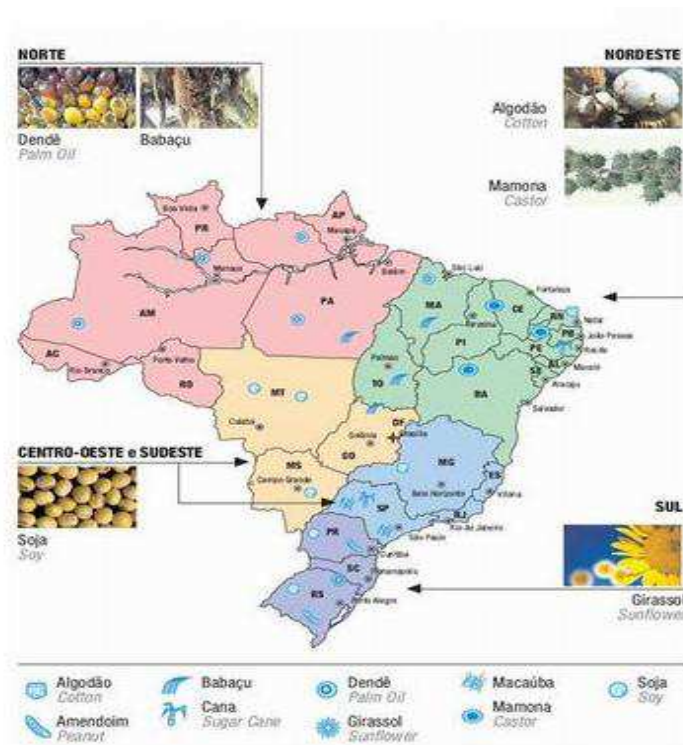 NORTE
NORDESTE
Dendê
Palm Oil
Babaçu
Algodão
Cotton
Mamona
Castor
Boa Vista
PR
AP
Macapá
Manaus
Belém
AM
PA
AC
Rio Branco
Porto Velho
RO
São Luís
MA
Teresina
Fortaleza
CE
RN
Natal
PB
João Pessoa
PE
Recife
AL
Maceió
SE
Aracaju
PI
Palmas
TO
BA
Salvador
MT
Cuiabá
DF
Brasília
Goiânia
GO
MS
Campo Grande
MG
Belo Horizonte
ES
Vitória
SP
São Paulo
RJ
Rio de Janeiro
PR
Curitiba
SC
Florianópolis
RS
Porto Alegre
CENTRO-OESTE e SUDESTE
Soja
Soy
SUL
Girassol
Sunflower
Algodão
Cotton
Babaçu
Dendê
Palm Oil
Macaúba
Soja
Soy
Amendoim
Peanut
Cana
Sugar Cane
Girassol
Sunflower
Mamona
Castor